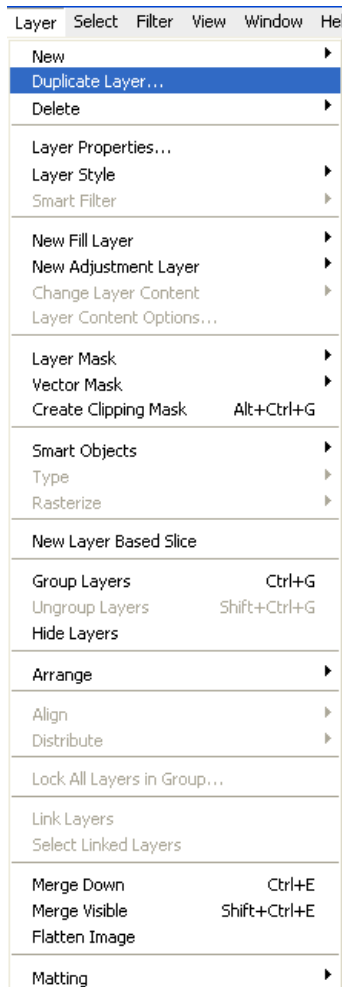 Layer Select Filter View Window He
New
Duplicate Layer...
Delete
Layer Properties...
Layer Style
Smart Filter
New Fill Layer
New Adjustment Layer
Change Layer Content
Layer Content Options...
Layer Mask
Vector Mask
Create Clipping Mask Alt+Ctrl+G
Smart Objects
Type
Rasterize
New Layer Based Slice
Group Layers Ctrl+G
Ungroup Layers Shift+Ctrl+G
Hide Layers
Arrange
Align
Distribute
Lock All Layers in Group...
Link Layers
Select Linked Layers
Merge Down Ctrl+E
Merge Visible Shift+Ctrl+E
Flatten Image
Matting